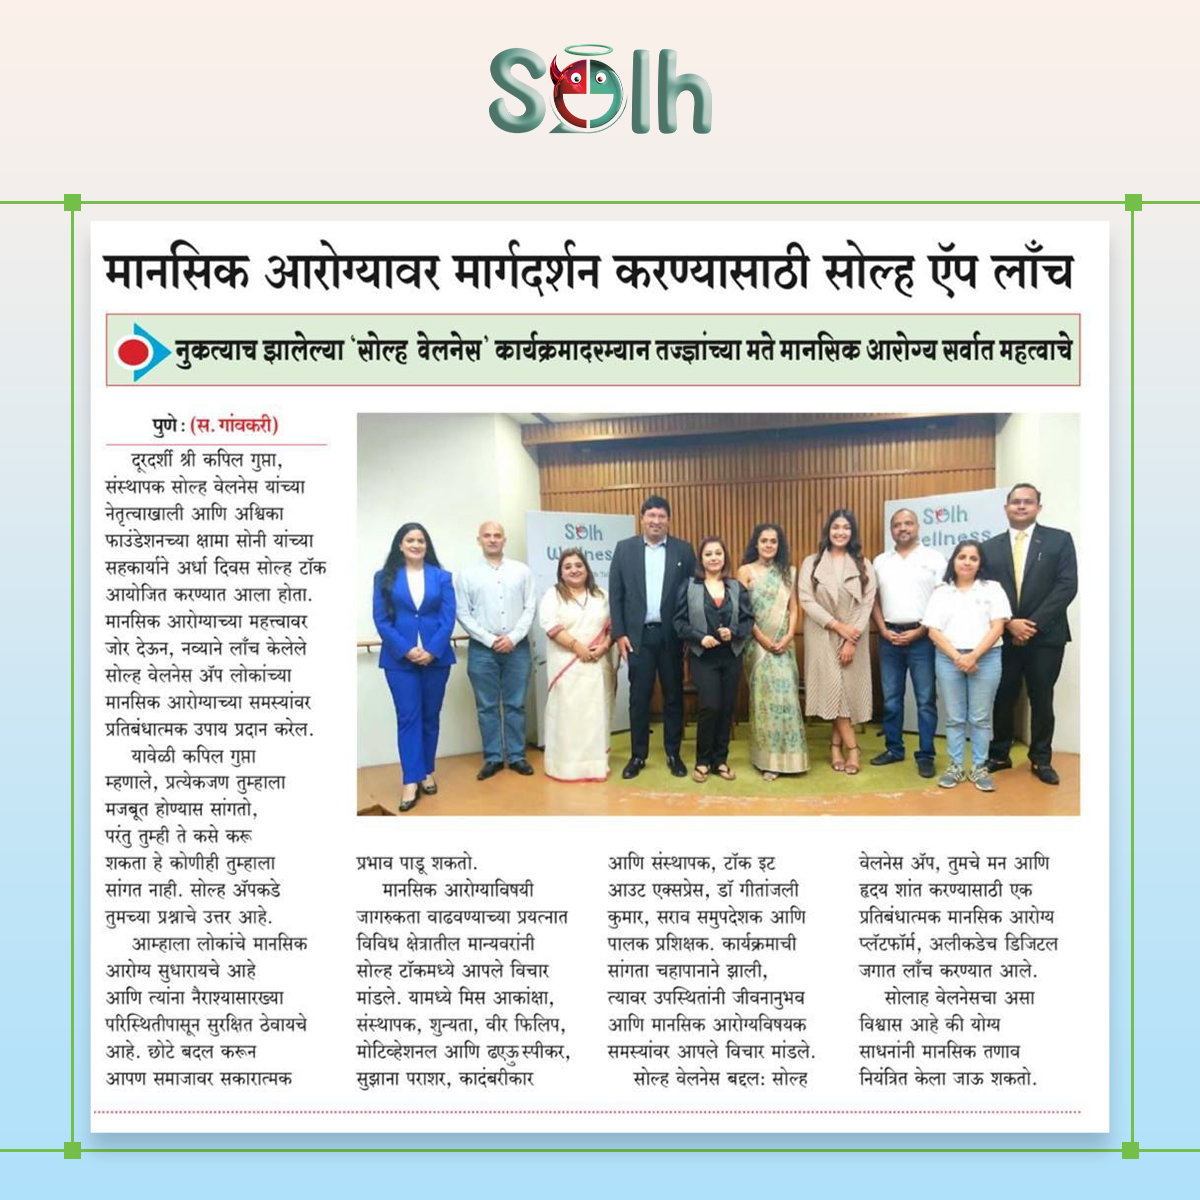 Solh
मानसिक आरोग्यावर मार्गदर्शन करण्यासाठी सोल्ह ऍप लाँच
नुकत्याच झालेल्या 'सोल्ह वेलनेस' कार्यक्रमादरम्यान तज्ज्ञांच्या मते मानसिक आरोग्य सर्वात महत्वाचे
पुणे : (स. गांवकरी)
दूरदर्शी श्री कपिल गुप्ता,
संस्थापक सोल्ह वेलनेस यांच्या
नेतृत्वाखाली आणि अश्विका
फाउंडेशनच्या क्षामा सोनी यांच्या
सहकार्याने अर्धा दिवस सोल्ह टॉक
आयोजित करण्यात आला होता.
मानसिक आरोग्याच्या महत्त्वावर
जोर देऊन, नव्याने लाँच केलेले
सोल्ह वेलनेस ॲप लोकांच्या
मानसिक आरोग्याच्या समस्यांवर
प्रतिबंधात्मक उपाय प्रदान करेल.
यावेळी कपिल गुप्ता
म्हणाले, प्रत्येकजण तुम्हाला
मजबूत होण्यास सांगतो,
परंतु तुम्ही ते कसे करू
शकता हे कोणीही तुम्हाला
सांगत नाही. सोल्ह ॲपकडे
तुमच्या प्रश्नाचे उत्तर आहे.
आम्हाला लोकांचे मानसिक
आरोग्य सुधारायचे आहे
आणि त्यांना नैराश्यासारख्या
परिस्थितीपासून सुरक्षित ठेवायचे
आहे. छोटे बदल करून
आपण समाजावर सकारात्मक
Solh
Wellness
Solh
ellness
प्रभाव पाडू शकतो.
मानसिक आरोग्याविषयी
जागरुकता वाढवण्याच्या प्रयत्नात
विविध क्षेत्रातील मान्यवरांनी
सोल्ह टॉकमध्ये आपले विचार
मांडले. यामध्ये मिस आकांक्षा,
संस्थापक, शुन्यता, वीर फिलिप,
मोटिव्हेशनल आणि ढएऊ स्पीकर,
सुझाना पराशर, कादंबरीकार
आणि संस्थापक, टॉक इट
आउट एक्सप्रेस, डॉ गीतांजली
कुमार, सराव समुपदेशक आणि
पालक प्रशिक्षक. कार्यक्रमाची
सांगता चहापानाने झाली,
त्यावर उपस्थितांनी जीवनानुभव
आणि मानसिक आरोग्यविषयक
समस्यांवर आपले विचार मांडले.
सोल्ह वेलनेस बद्दल: सोल्ह
वेलनेस ॲप, तुमचे मन आणि
हृदय शांत करण्यासाठी एक
प्रतिबंधात्मक मानसिक आरोग्य
प्लॅटफॉर्म, अलीकडेच डिजिटल
जगात लाँच करण्यात आले.
सोलाह वेलनेसचा असा
विश्वास आहे की योग्य
साधनांनी मानसिक तणाव
नियंत्रित केला जाऊ शकतो.